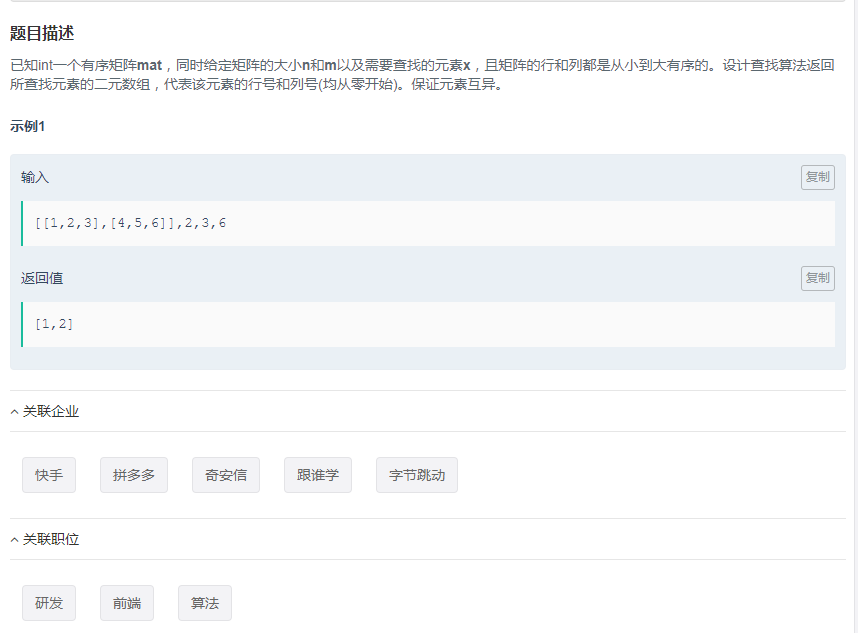 题目描述
已知int一个有序矩阵mat，同时给定矩阵的大小n和m以及需要查找的元素x，且矩阵的行和列都是从小到大有序的。设计查找算法返回
所查找元素的二元数组，代表该元素的行号和列号(均从零开始)。保证元素互异。
示例1
输入 复制
[[1,2,3],[4,5,6]],2,3,6
返回值 复制
[1,2]
关联企业
快手 拼多多 奇安信 跟谁学 字节跳动
关联职位
研发 前端 算法